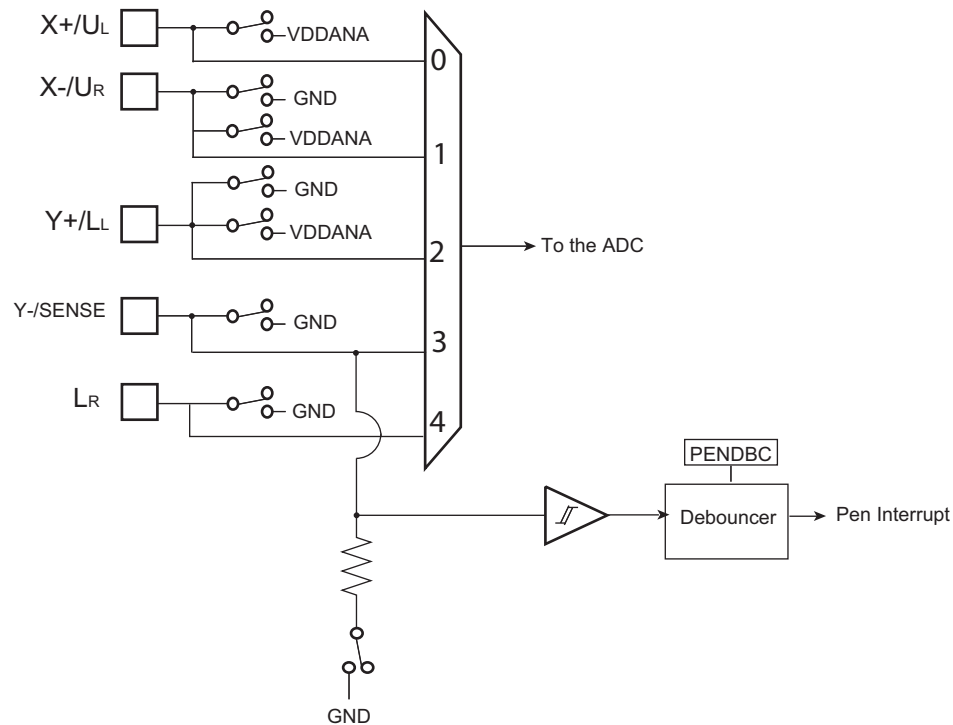 X+/UL
VDDANA
0
X-/UR
GND
VDDANA
1
GND
Y+/LL
VDDANA
2
To the ADC
Y-/SENSE
GND
3
LR
GND
4
PENDBC
Debouncer
Pen Interrupt
GND